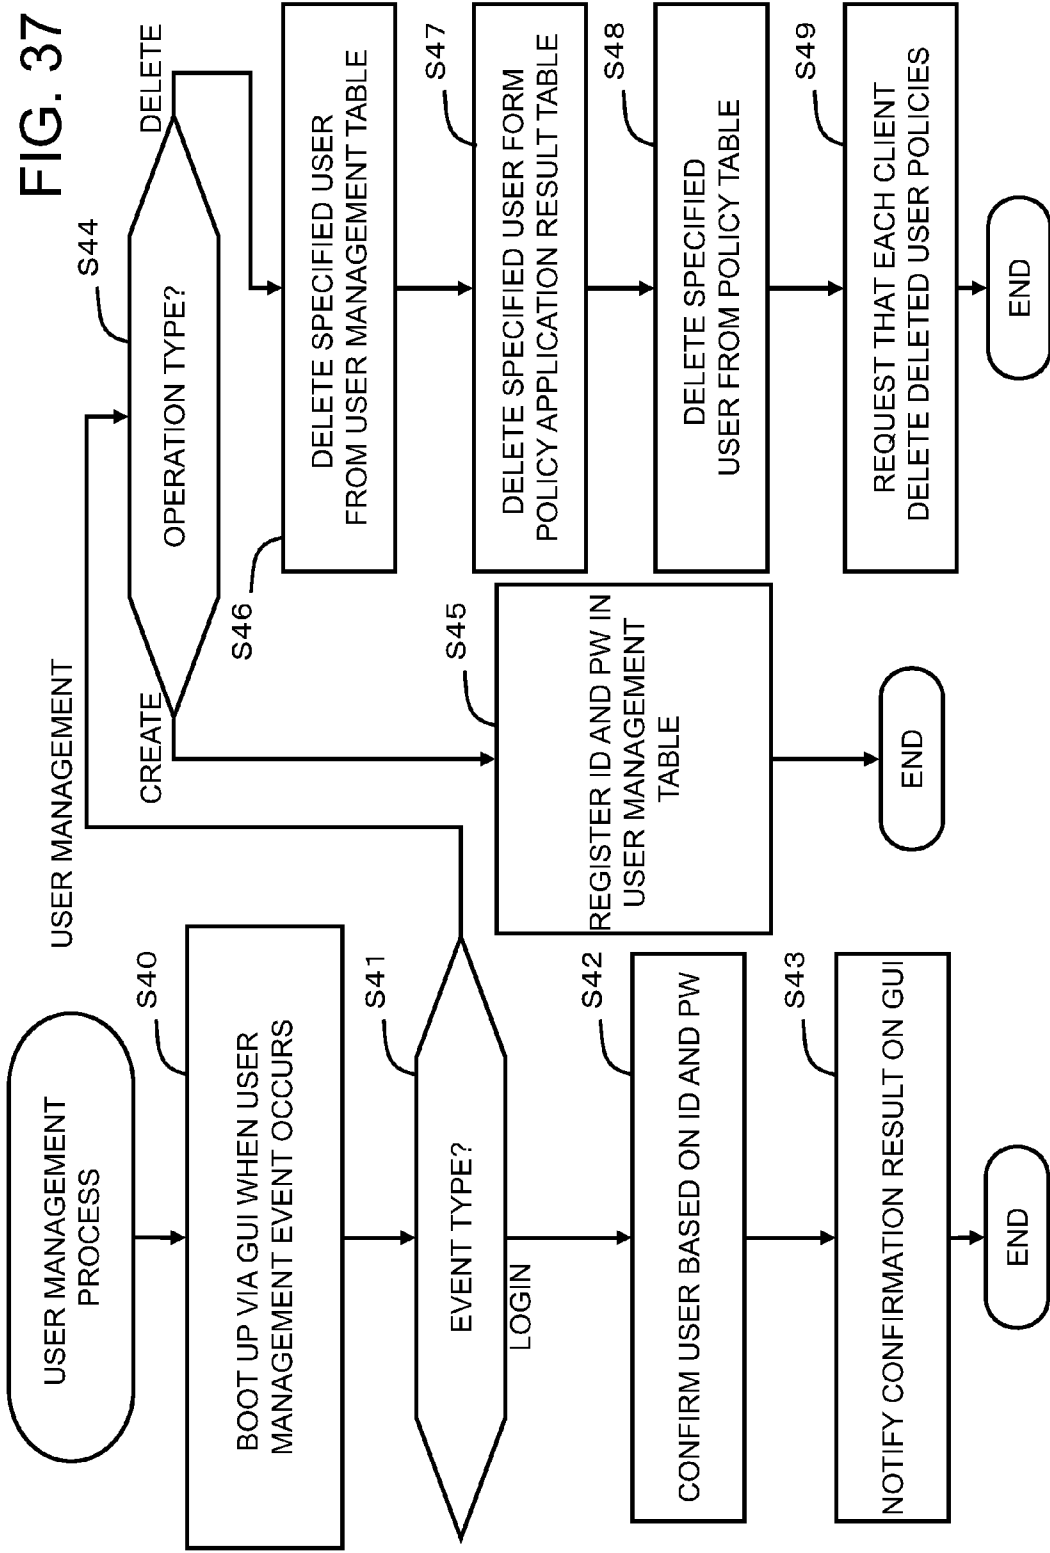 FIG. 37
USER MANAGEMENT
PROCESS
S40
BOOT UP VIA GUI WHEN USER
MANAGEMENT EVENT OCCURS
S41
EVENT TYPE?
USER MANAGEMENT
LOGIN
S42
CONFIRM USER BASED ON ID AND PW
S43
NOTIFY CONFIRMATION RESULT ON GUI
END
S44
OPERATION TYPE?
CREATE
DELETE
S45
REGISTER ID AND PW IN
USER MANAGEMENT
TABLE
END
S46
DELETE SPECIFIED USER
FROM USER MANAGEMENT TABLE
S47
DELETE SPECIFIED USER FORM
POLICY APPLICATION RESULT TABLE
S48
DELETE SPECIFIED
USER FROM POLICY TABLE
S49
REQUEST THAT EACH CLIENT
DELETE DELETED USER POLICIES
END